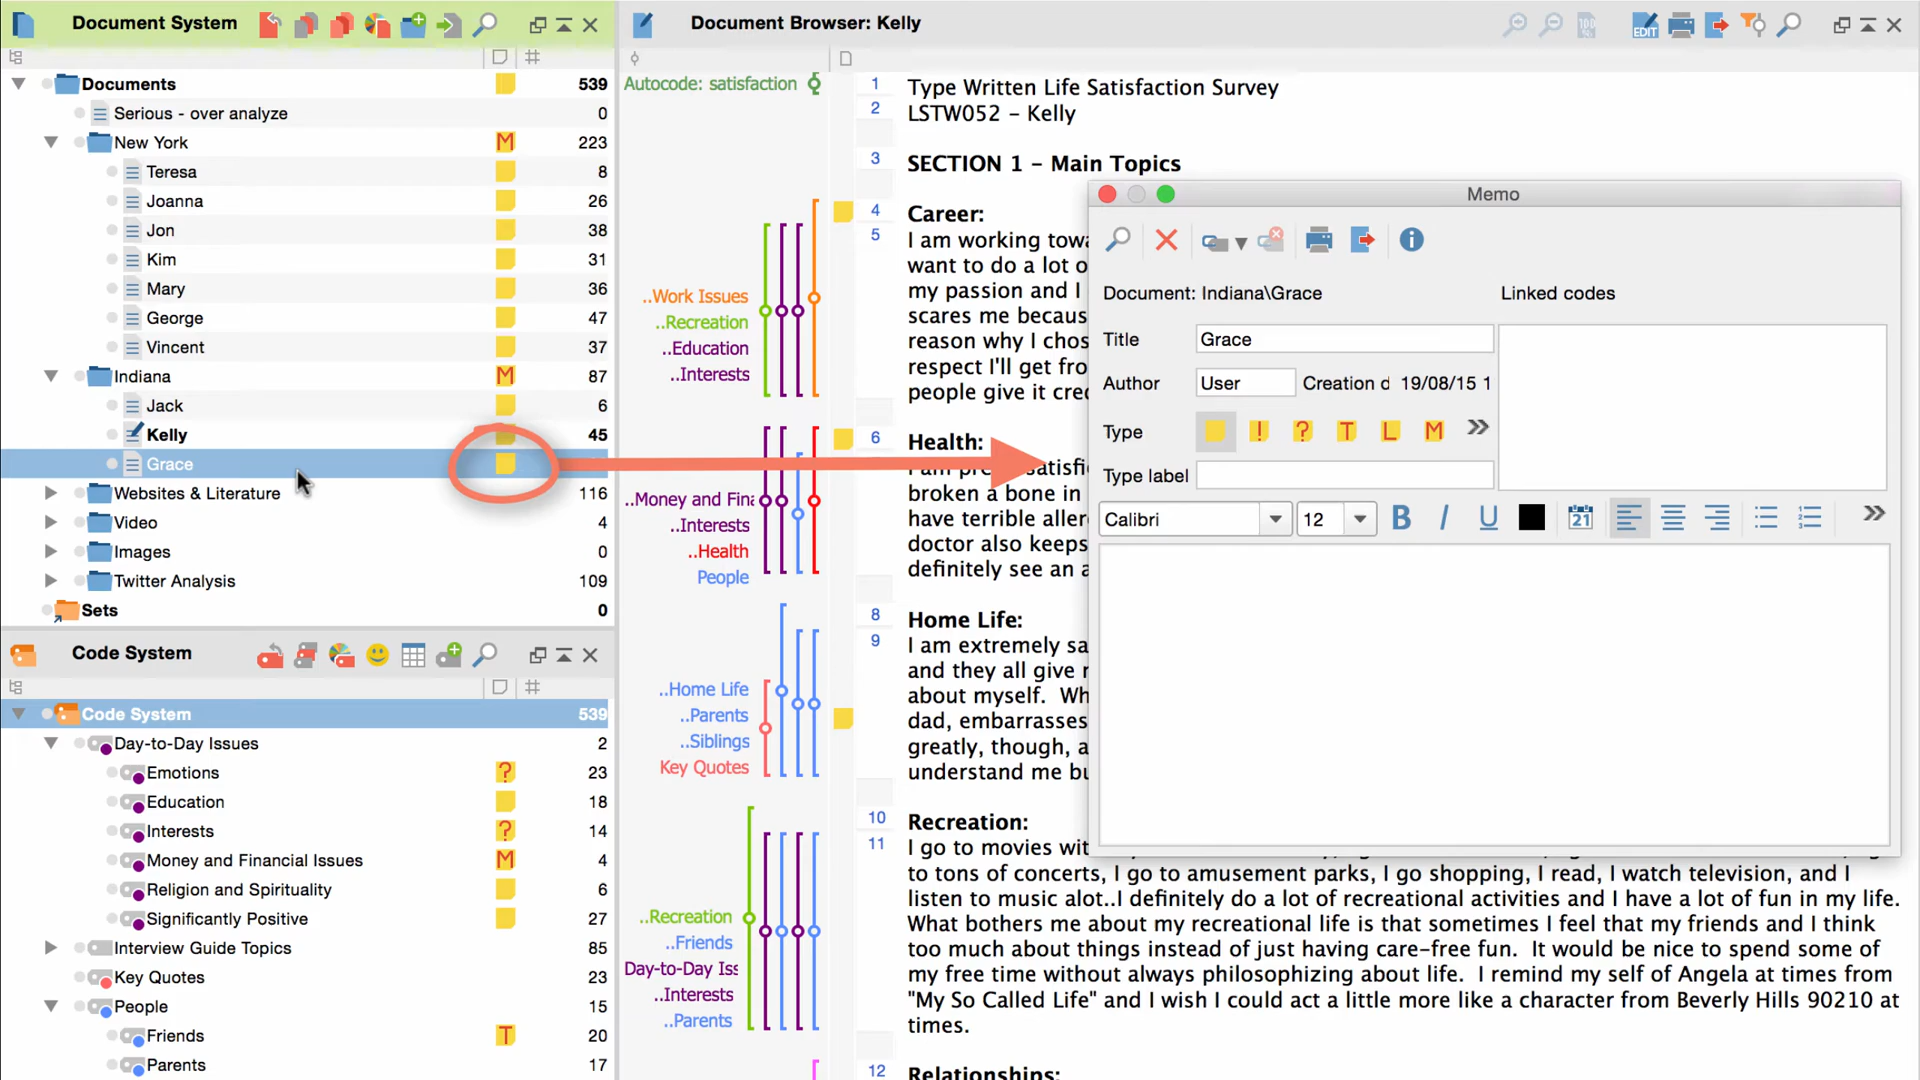 Document System
Documents 539
Serious - over analyze 0
New York M 223
Teresa 8
Joanna 26
Jon 38
Kim 31
Mary 36
George 47
Vincent 37
Indiana M 87
Jack 6
Kelly 45
Grace
Websites & Literature 116
Video 4
Images 0
Twitter Analysis 109
Sets 0
Code System
Code System 539
Day-to-Day Issues 2
Emotions ? 23
Education 18
Interests ? 14
Money and Financial Issues M 4
Religion and Spirituality 6
Significantly Positive 27
Interview Guide Topics 85
Key Quotes 23
People 15
Friends T 20
Parents 17
Document Browser: Kelly
EDIT
Autocode: satisfaction
..Work Issues
..Recreation
..Education
..Interests
..Money and Fina
..Interests
..Health
People
..Home Life
..Parents
..Siblings
Key Quotes
..Recreation
..Friends
Day-to-Day Iss
..Interests
..Parents
1 Type Written Life Satisfaction Survey
2 LSTW052 – Kelly
3 SECTION 1 – Main Topics
4 Career:
5 I am working towa
want to do a lot o
my passion and I
scares me because
reason why I chos
respect I'll get fro
people give it cre
6 Health:
I am pre satisfi
broken a bone in
have terrible aller
doctor also keeps
definitely see an a
8 Home Life:
9 I am extremely sa
and they all give
about myself. Wh
dad, embarrasses
greatly, though, a
understand me bu
10 Recreation:
11 I go to movies wit
to tons of concerts, I go to amusement parks, I go shopping, I read, I watch television, and I
listen to music alot..I definitely do a lot of recreational activities and I have a lot of fun in my life.
What bothers me about my recreational life is that sometimes I feel that my friends and I think
too much about things instead of just having care-free fun. It would be nice to spend some of
my free time without always philosophizing about life. I remind my self of Angela at times from
"My So Called Life" and I wish I could act a little more like a character from Beverly Hills 90210 at
times.
12 Relationships:
Memo
Document: Indiana\Grace
Linked codes
Title Grace
Author User Creation d 19/08/15 1
Type ! ? T L M
Type label
Calibri 12 B I U 21